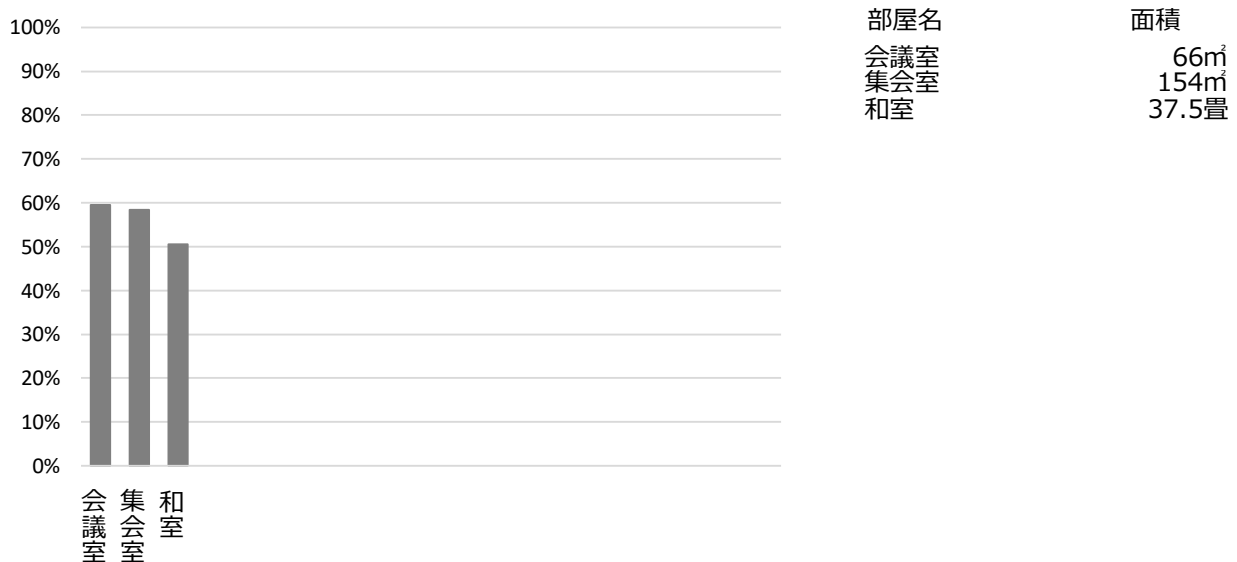 100%
90%
80%
70%
60%
50%
40%
30%
20%
10%
0%
会議室
集会室
和室
部屋名 面積
会議室 66㎡
集会室 154㎡
和室 37.5畳